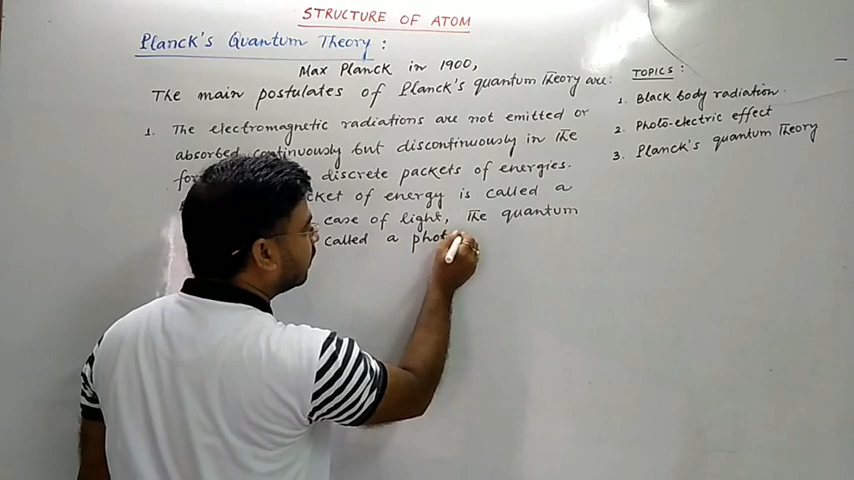 STRUCTURE OF ATOM
Planck's Quantum Theory :
Max Planck in 1900,
The main postulates of Planck's quantum Theory are:
1. The electromagnetic radiations are not emitted or
absorbed continuously but discontinuously in the
discrete packets of energies.
of energy is called a
case of light, The quantum
called a phot
TOPICS :
1. Black body radiation.
2. Photo-electric effect
3. Planck's quantum Theory